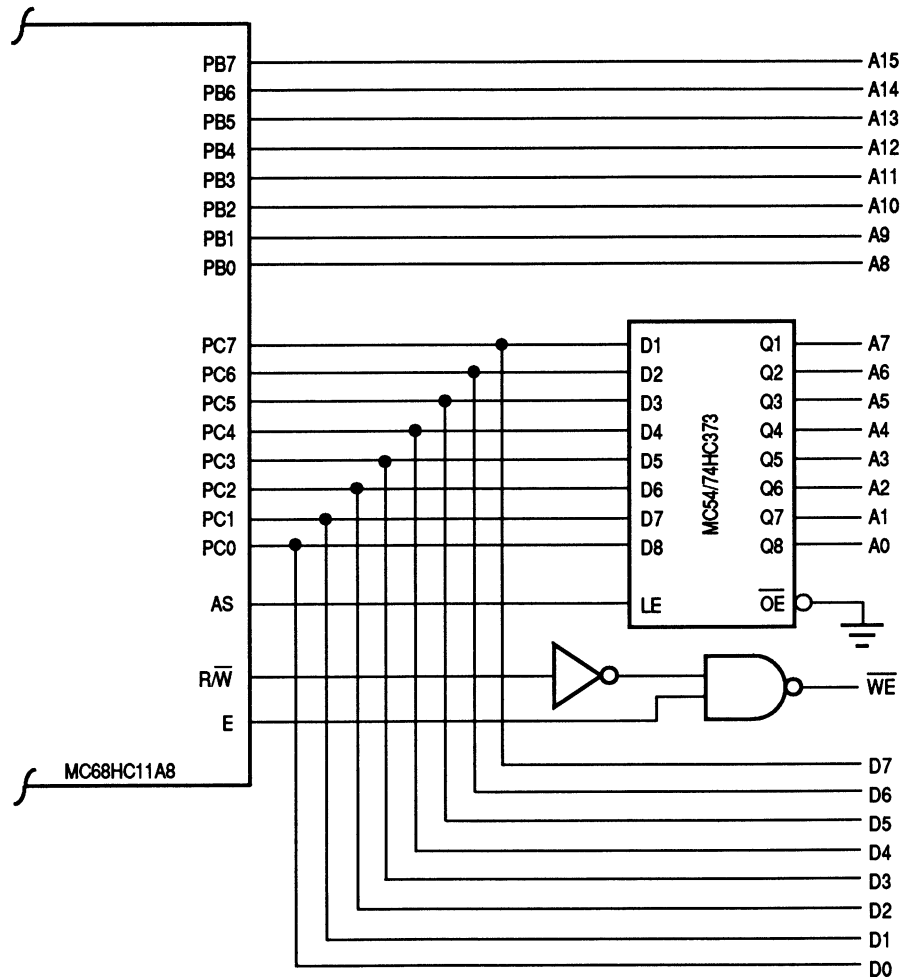 PB7 A15
PB6 A14
PB5 A13
PB4 A12
PB3 A11
PB2 A10
PB1 A9
PB0 A8
PC7 D1 Q1 A7
PC6 D2 Q2 A6
PC5 D3 Q3 A5
PC4 D4 Q4 A4
PC3 D5 Q5 A3
PC2 D6 Q6 A2
PC1 D7 Q7 A1
PC0 D8 Q8 A0
MC54/74HC373
AS LE O̅E̅
R/W̅ W̅E̅
E
MC68HC11A8
D7
D6
D5
D4
D3
D2
D1
D0